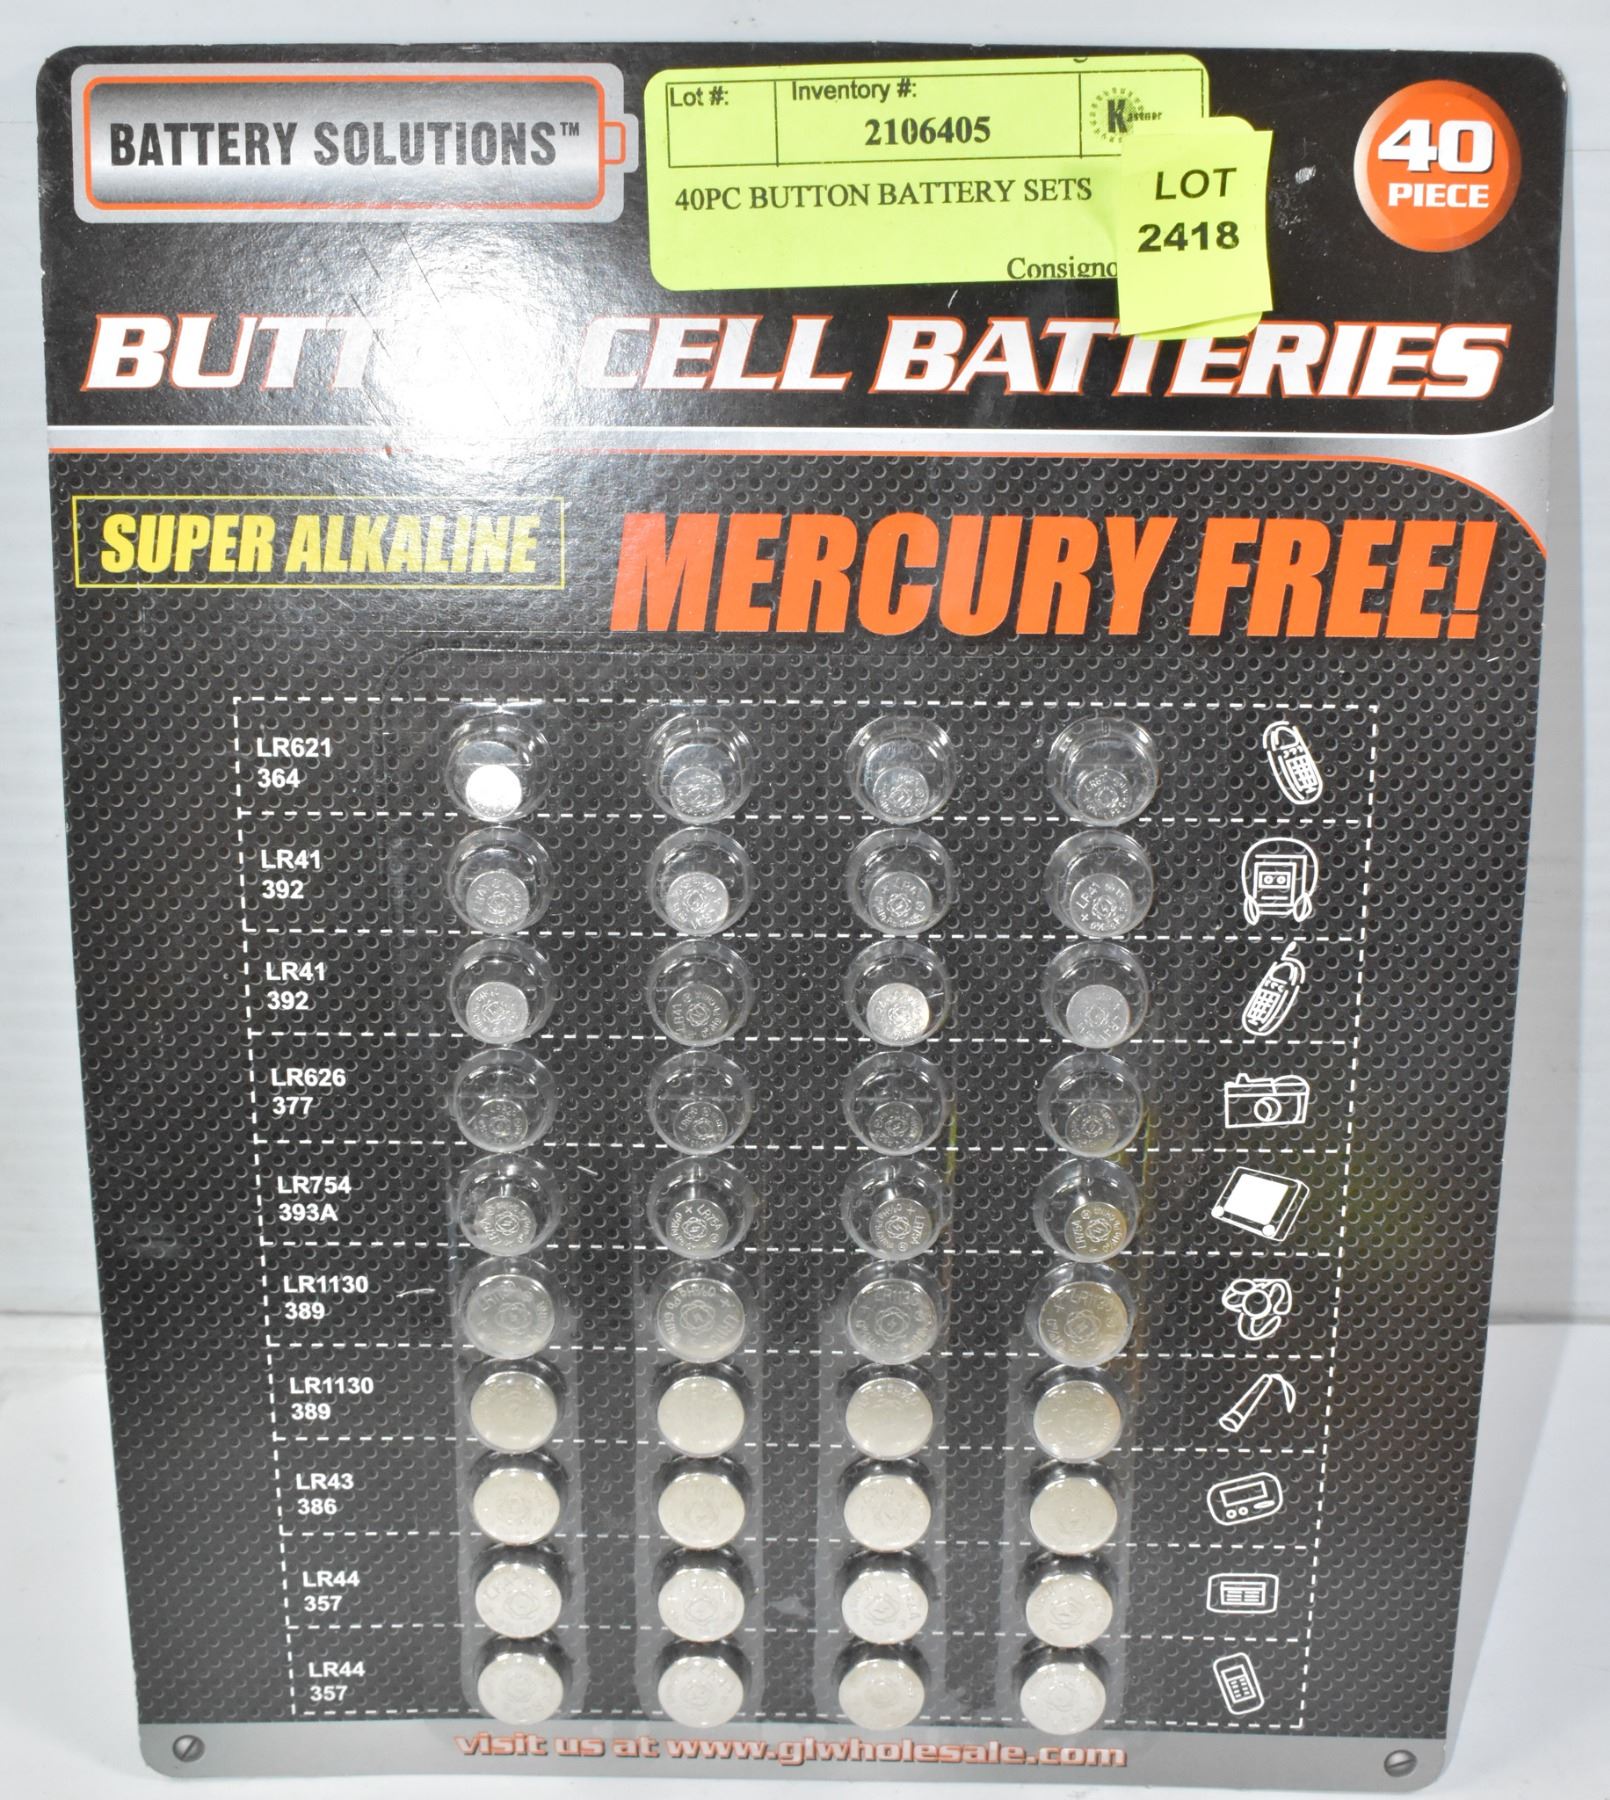 BATTERY SOLUTIONS™
Lot #:
Inventory #:
2106405
Kastner
40PC BUTTON BATTERY SETS
LOT
2418
40
PIECE
CELL BATTERIES
SUPER ALKALINE
MERCURY FREE!
LR621
364
LR41
392
LR41
392
LR626
377
LR754
393A
LR1130
389
LR1130
389
LR43
386
LR44
357
LR44
357
visit us at www.glwholesale.com